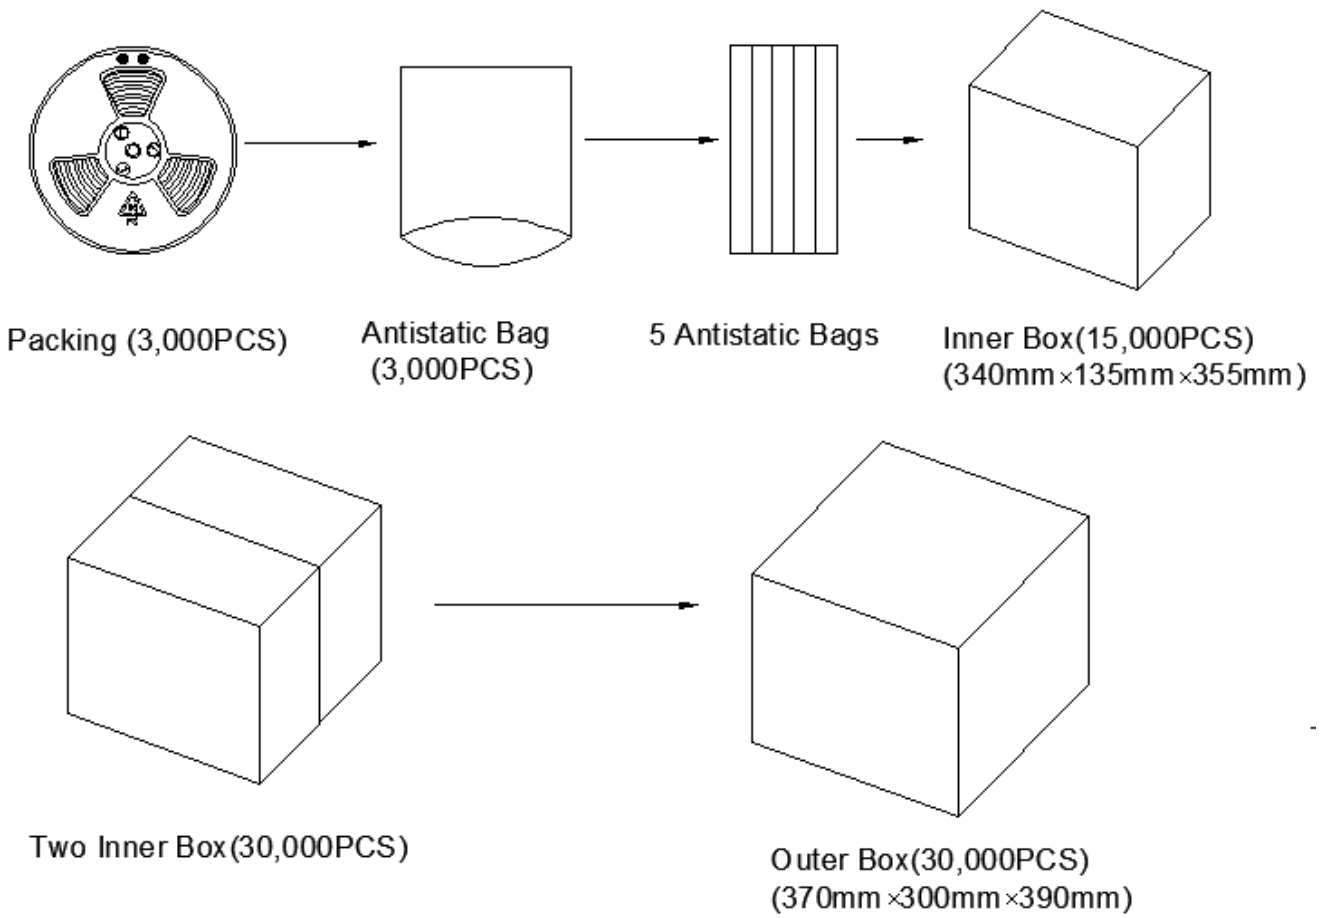 Packing (3,000PCS)
Antistatic Bag
(3,000PCS)
5 Antistatic Bags
Inner Box(15,000PCS)
(340mm×135mm×355mm)
Two Inner Box(30,000PCS)
Outer Box(30,000PCS)
(370mm×300mm×390mm)